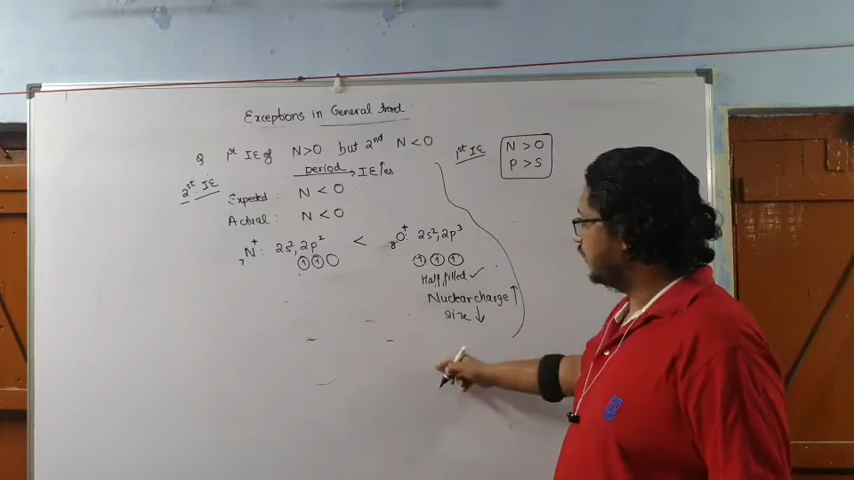 Exceptions in General trend
Q 1st IE of N>O but 2nd N<O
1st IE
N>O
P>S
period → IE↑es
2st IE
Expected: N<O
Actual: N<O
7N+: 2s2, 2p2 < 8O+: 2s2, 2p3
Half filled ✓
Nuclear charge ↑
size ↓